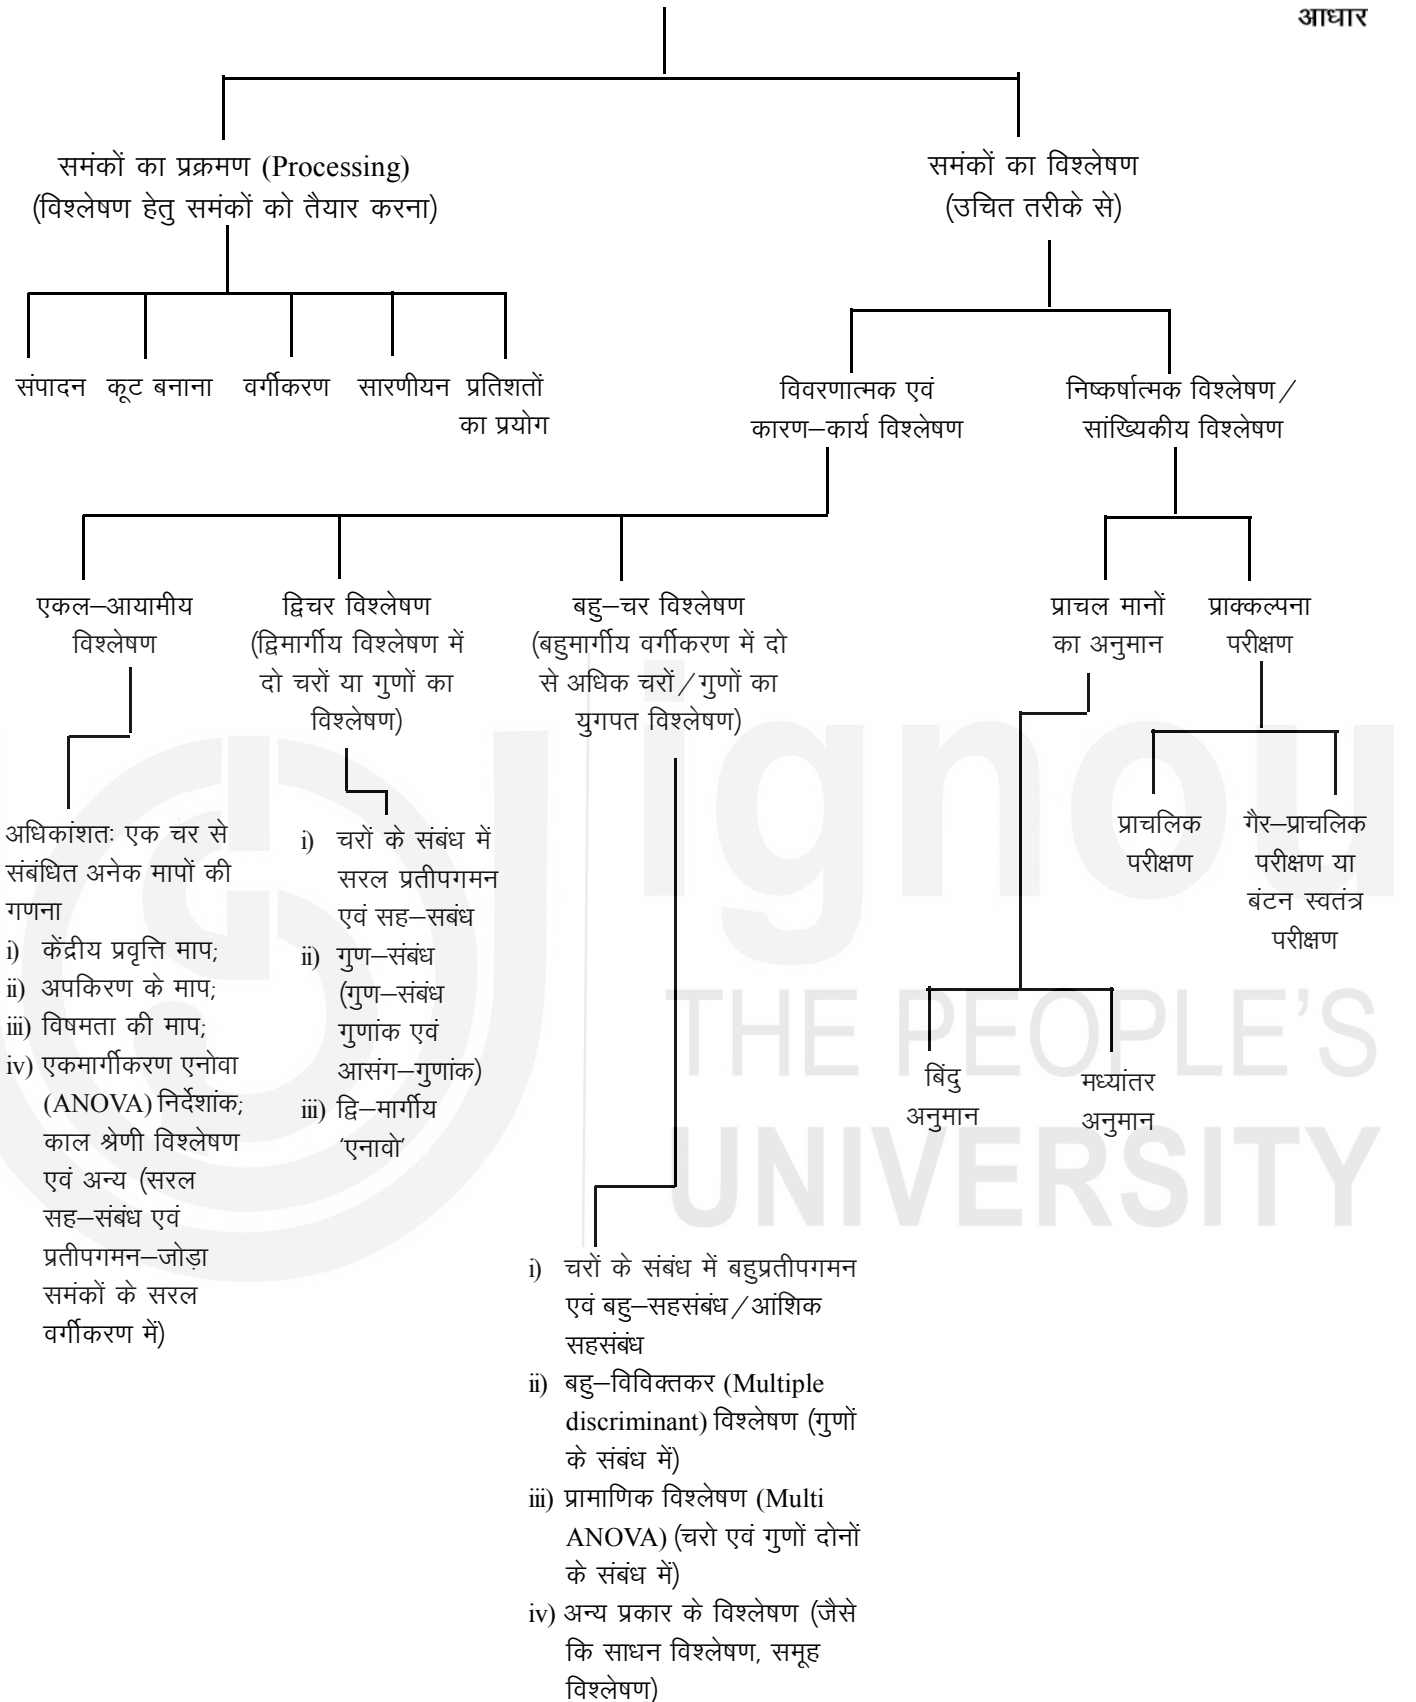 आधार
समंकों का प्रक्रमण (Processing)
(विश्लेषण हेतु समंकों को तैयार करना)
समंकों का विश्लेषण
(उचित तरीके से)
संपादन
कूट बनाना
वर्गीकरण
सारणीयन
प्रतिशतों
का प्रयोग
विवरणात्मक एवं
कारण–कार्य विश्लेषण
निष्कर्षात्मक विश्लेषण/
सांख्यिकीय विश्लेषण
एकल–आयामीय
विश्लेषण
द्विचर विश्लेषण
(द्विमार्गीय विश्लेषण में
दो चरों या गुणों का
विश्लेषण)
बहु–चर विश्लेषण
(बहुमार्गीय वर्गीकरण में दो
से अधिक चरों/गुणों का
युगपत विश्लेषण)
प्राचल मानों
का अनुमान
प्राक्कल्पना
परीक्षण
प्राचलिक
परीक्षण
गैर–प्राचलिक
परीक्षण या
बंटन स्वतंत्र
परीक्षण
बिंदु
अनुमान
मध्यांतर
अनुमान
अधिकांशतः एक चर से
संबंधित अनेक मापों की
गणना
i) केंद्रीय प्रवृत्ति माप;
ii) अपकिरण के माप;
iii) विषमता की माप;
iv) एकमार्गीकरण एनोवा
(ANOVA) निर्देशांक;
काल श्रेणी विश्लेषण
एवं अन्य (सरल
सह–संबंध एवं
प्रतीपगमन–जोड़ा
समंकों के सरल
वर्गीकरण में)
i) चरों के संबंध में
सरल प्रतीपगमन
एवं सह–सबंध
ii) गुण–संबंध
(गुण–संबंध
गुणांक एवं
आसंग–गुणांक)
iii) द्वि–मार्गीय
‘एनावो’
i) चरों के संबंध में बहुप्रतीपगमन
एवं बहु–सहसंबंध/आंशिक
सहसंबंध
ii) बहु–विविक्तकर (Multiple
discriminant) विश्लेषण (गुणों
के संबंध में)
iii) प्रामाणिक विश्लेषण (Multi
ANOVA) (चरो एवं गुणों दोनों
के संबंध में)
iv) अन्य प्रकार के विश्लेषण (जैसे
कि साधन विश्लेषण, समूह
विश्लेषण)
ignou
THE PEOPLE'S
UNIVERSITY